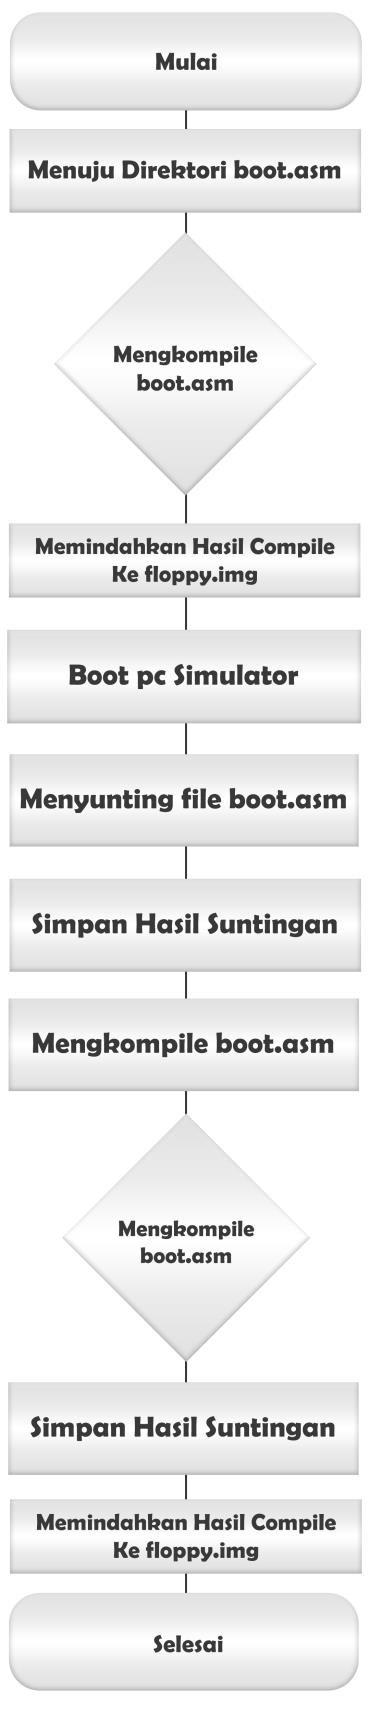 Mulai
Menuju Direktori boot.asm
Mengkompile
boot.asm
Memindahkan Hasil Compile
Ke floppy.img
Boot pc Simulator
Menyunting file boot.asm
Simpan Hasil Suntingan
Mengkompile boot.asm
Mengkompile
boot.asm
Simpan Hasil Suntingan
Memindahkan Hasil Compile
Ke floppy.img
Selesai